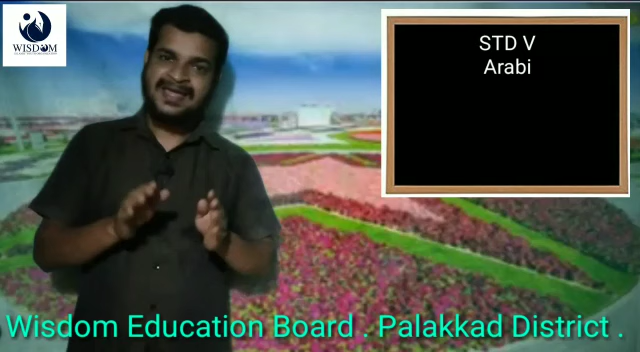 WISDOM
STD V
Arabi
Wisdom Education Board . Palakkad District .